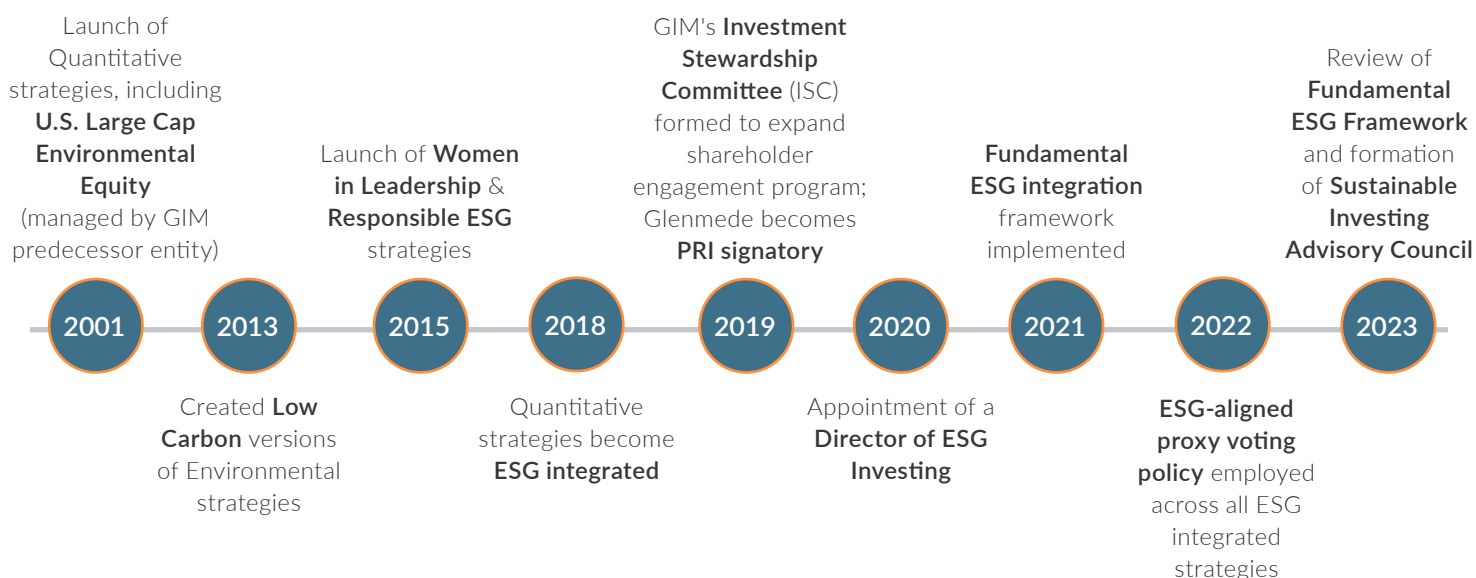 Launch of
Quantitative
strategies, including
U.S. Large Cap
Environmental
Equity
(managed by GIM
predecessor entity)
Launch of Women
in Leadership &
Responsible ESG
strategies
GIM's Investment
Stewardship
Committee (ISC)
formed to expand
shareholder
engagement program;
Glenmede becomes
PRI signatory
Fundamental
ESG integration
framework
implemented
Review of
Fundamental
ESG Framework
and formation
of Sustainable
Investing
Advisory Council
2001
2013
2015
2018
2019
2020
2021
2022
2023
Created Low
Carbon versions
of Environmental
strategies
Quantitative
strategies become
ESG integrated
Appointment of a
Director of ESG
Investing
ESG-aligned
proxy voting
policy employed
across all ESG
integrated
strategies